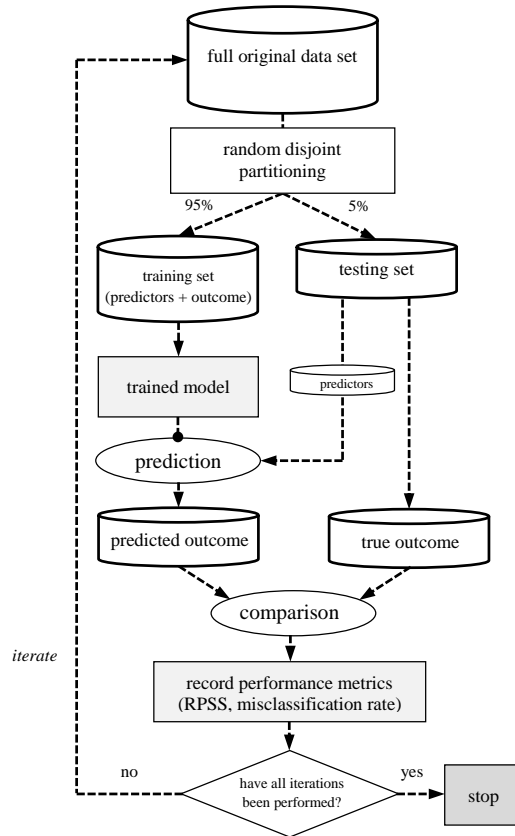 full original data set
random disjoint
partitioning
95%
5%
training set
(predictors + outcome)
testing set
trained model
predictors
prediction
predicted outcome
true outcome
comparison
iterate
record performance metrics
(RPSS, misclassification rate)
no
have all iterations
been performed?
yes
stop